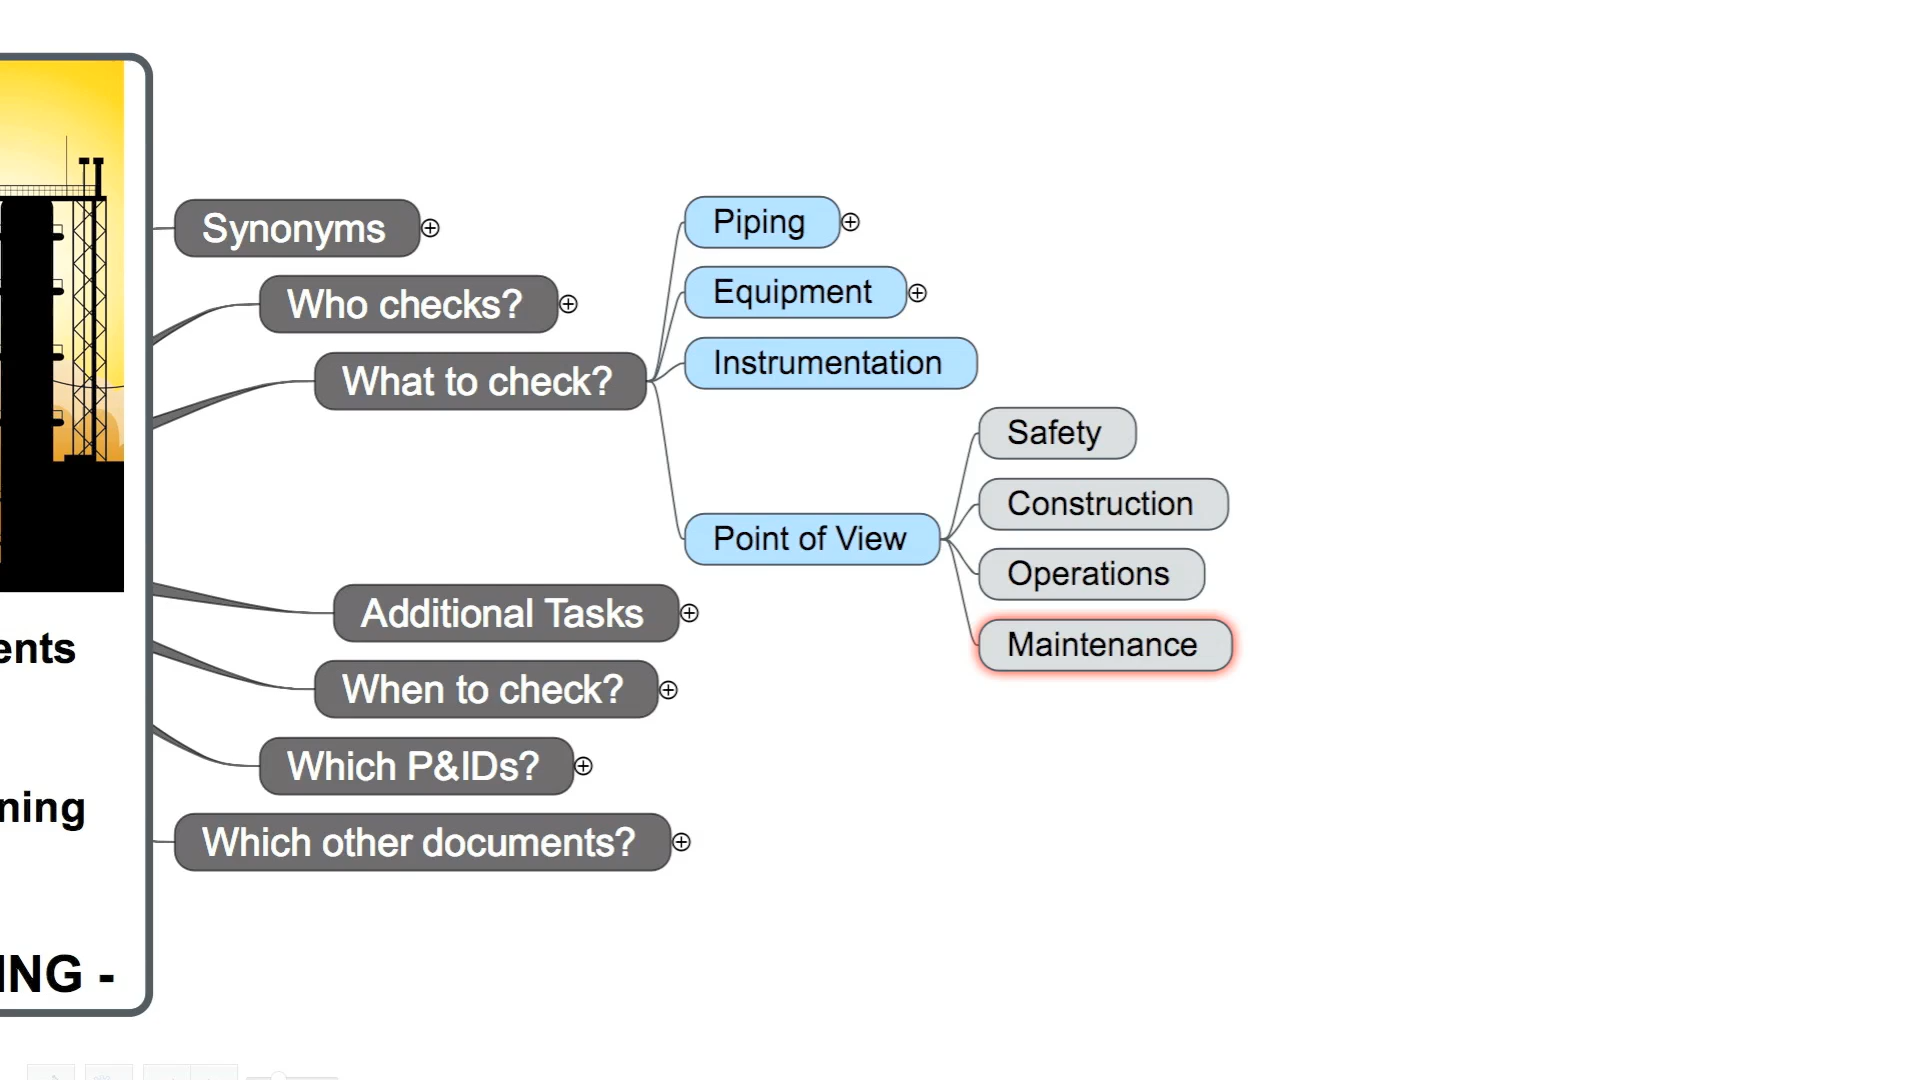 Synonyms
Who checks?
What to check?
Piping
Equipment
Instrumentation
Point of View
Safety
Construction
Operations
Maintenance
Additional Tasks
When to check?
Which P&IDs?
Which other documents?
ents
ning
ING -